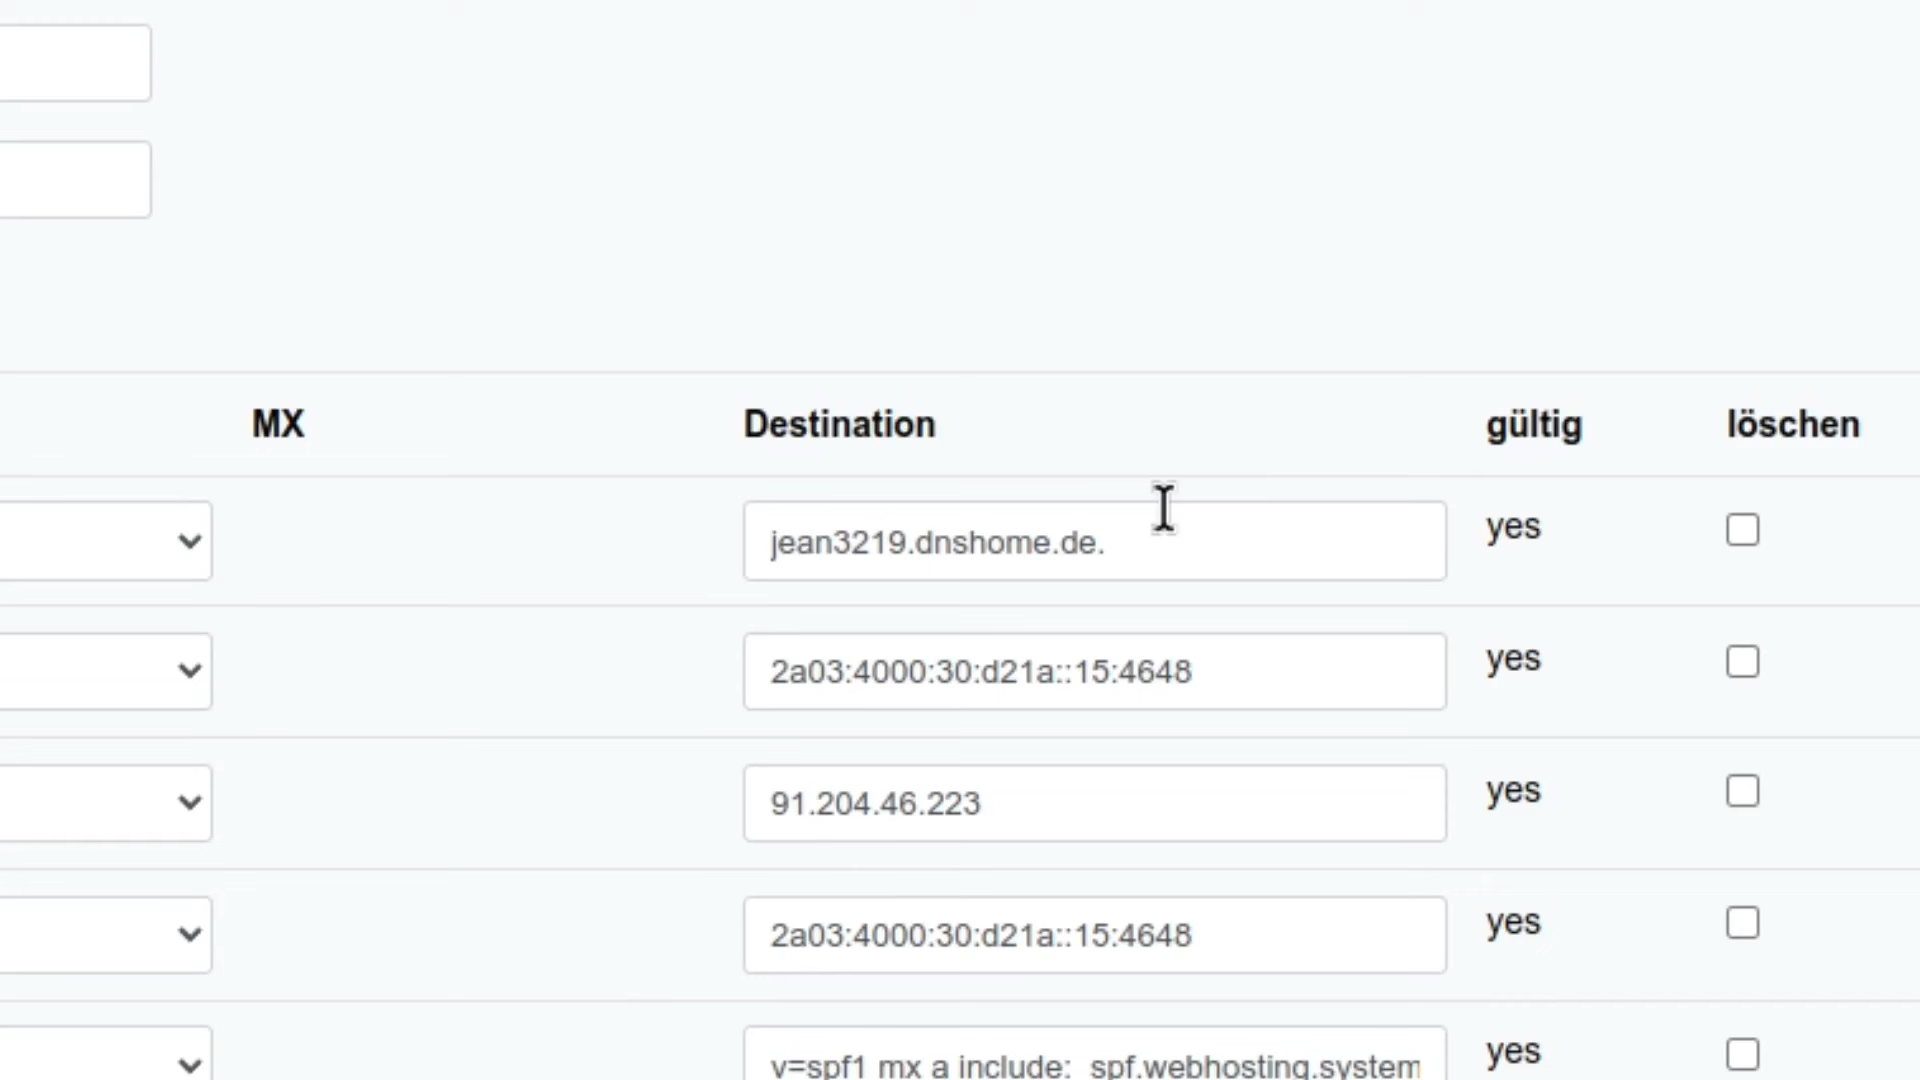 MX Destination gültig löschen
jean3219.dnshome.de. yes
2a03:4000:30:d21a::15:4648 yes
91.204.46.223 yes
2a03:4000:30:d21a::15:4648 yes
v=spf1 mx a include:_spf.webhosting.system yes